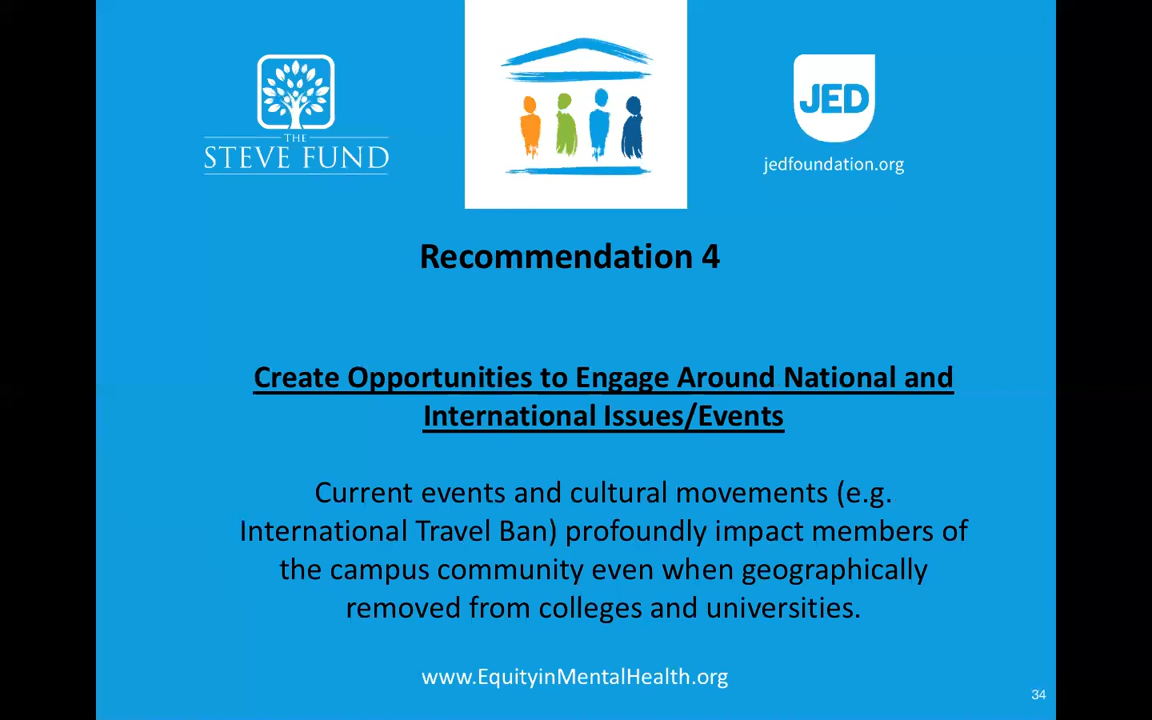 THE
STEVE FUND
JED
jedfoundation.org
Recommendation 4
Create Opportunities to Engage Around National and
International Issues/Events
Current events and cultural movements (e.g.
International Travel Ban) profoundly impact members of
the campus community even when geographically
removed from colleges and universities.
www.EquityinMentalHealth.org
34